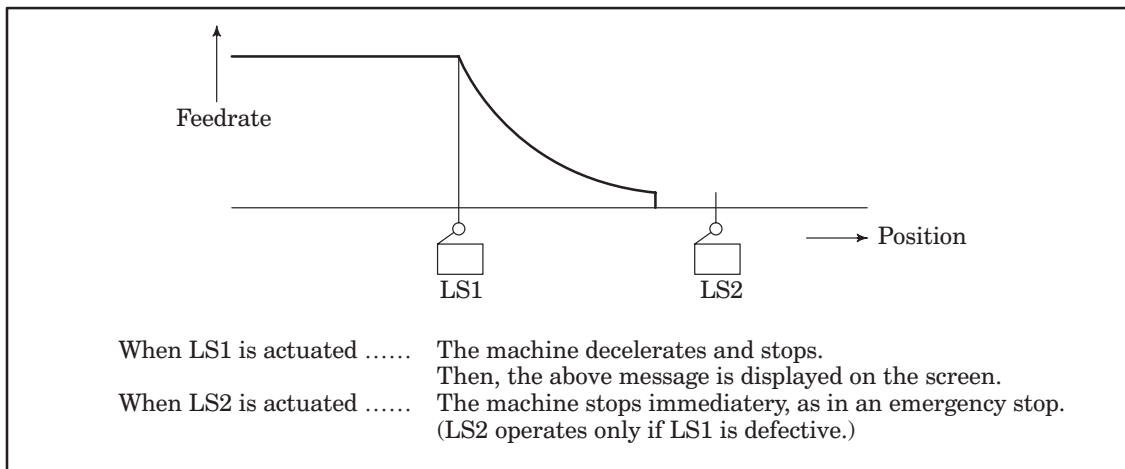 Feedrate
Position
LS1
LS2
When LS1 is actuated ...... The machine decelerates and stops.
Then, the above message is displayed on the screen.
When LS2 is actuated ...... The machine stops immediatery, as in an emergency stop.
(LS2 operates only if LS1 is defective.)